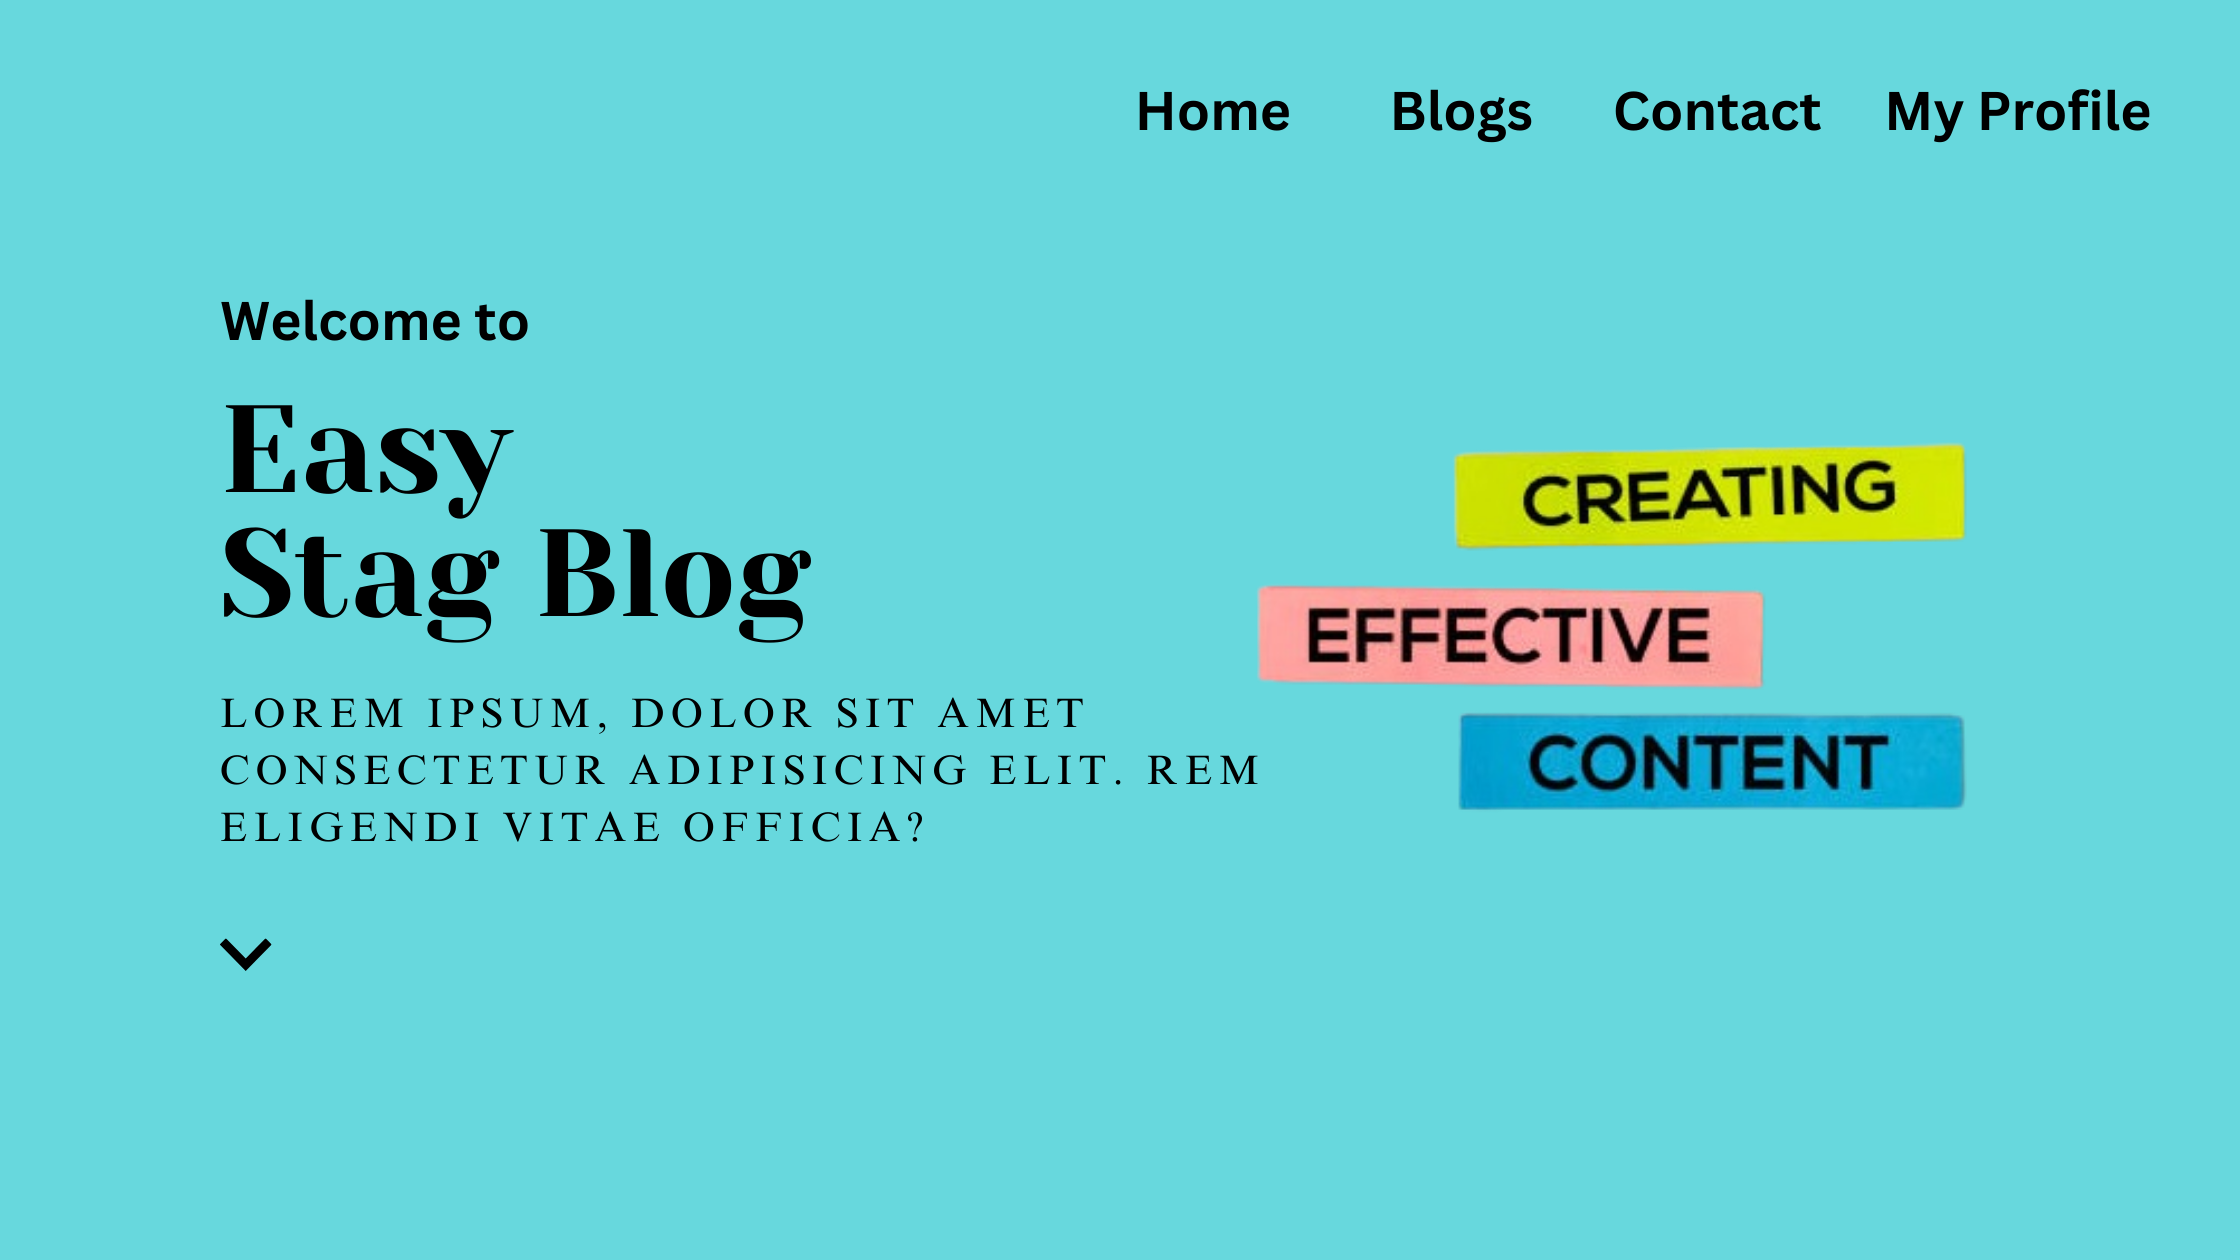 Home Blogs Contact My Profile
Welcome to
Easy
Stag Blog
LOREM IPSUM, DOLOR SIT AMET
CONSECTETUR ADIPISICING ELIT. REM
ELIGENDI VITAE OFFICIA?
CREATING
EFFECTIVE
CONTENT